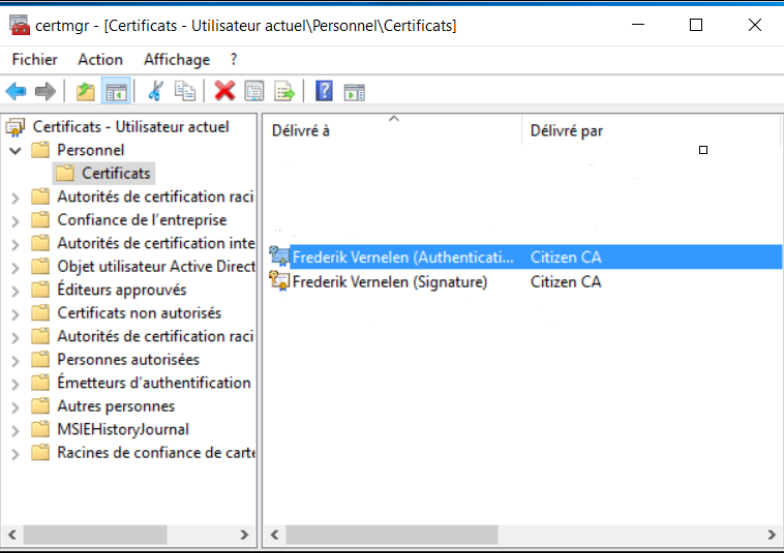 certmgr - [Certificats - Utilisateur actuel\Personnel\Certificats]
Fichier Action Affichage ?
Certificats - Utilisateur actuel
Personnel
Certificats
Autorités de certification raci
Confiance de l'entreprise
Autorités de certification inte
Objet utilisateur Active Direct
Éditeurs approuvés
Certificats non autorisés
Autorités de certification raci
Personnes autorisées
Émetteurs d'authentification
Autres personnes
MSIEHistoryJournal
Racines de confiance de carte
Délivré à Délivré par
Frederik Vernelen (Authenticati... Citizen CA
Frederik Vernelen (Signature) Citizen CA